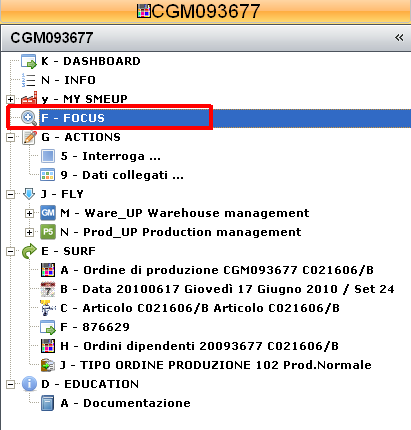 CGM093677
CGM093677 «
K - DASHBOARD
N - INFO
y - MY SMEUP
F - FOCUS
G - ACTIONS
5 - Interroga ...
9 - Dati collegati ...
J - FLY
GM M - Ware_UP Warehouse management
P5 N - Prod_UP Production management
E - SURF
A - Ordine di produzione CGM093677 C021606/B
B - Data 20100617 Giovedì 17 Giugno 2010 / Set 24
C - Articolo C021606/B Articolo C021606/B
F - 876629
H - Ordini dipendenti 20093677 C021606/B
J - TIPO ORDINE PRODUZIONE 102 Prod.Normale
D - EDUCATION
A - Documentazione